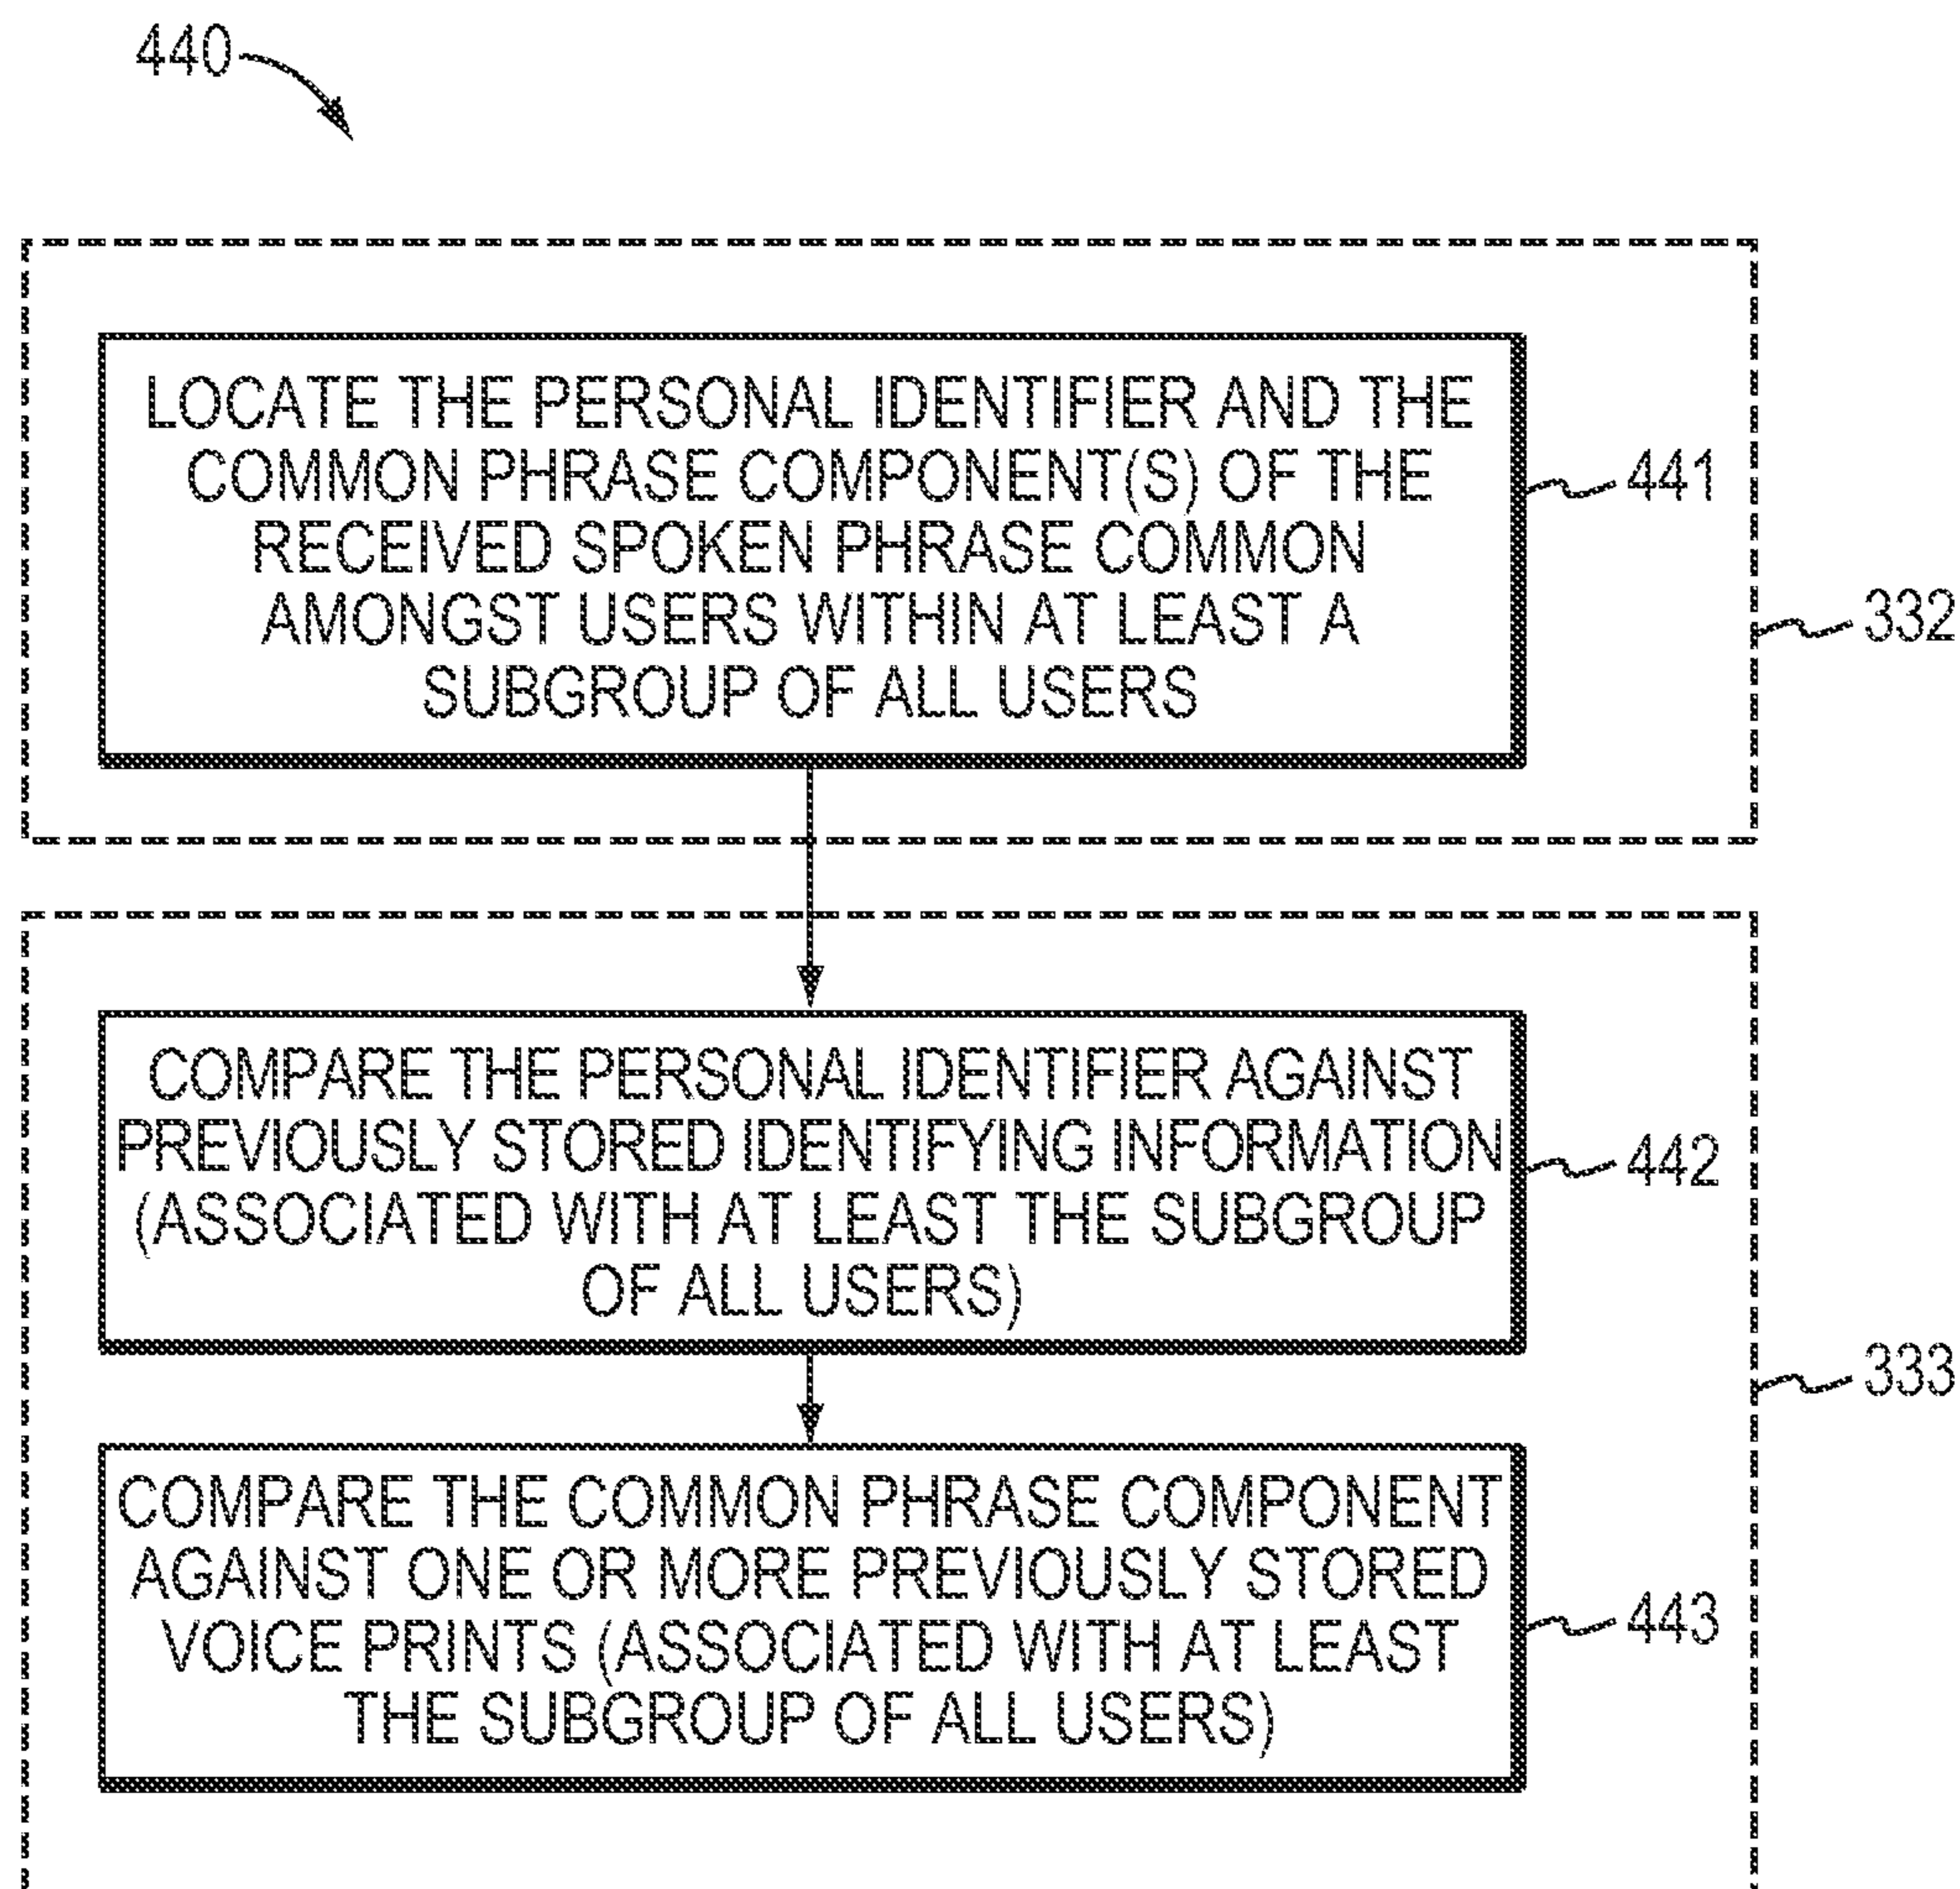 440
LOCATE THE PERSONAL IDENTIFIER AND THE
COMMON PHRASE COMPONENT(S) OF THE
RECEIVED SPOKEN PHRASE COMMON
AMONGST USERS WITHIN AT LEAST A
SUBGROUP OF ALL USERS
441
332
COMPARE THE PERSONAL IDENTIFIER AGAINST
PREVIOUSLY STORED IDENTIFYING INFORMATION
(ASSOCIATED WITH AT LEAST THE SUBGROUP
OF ALL USERS)
442
333
COMPARE THE COMMON PHRASE COMPONENT
AGAINST ONE OR MORE PREVIOUSLY STORED
VOICE PRINTS (ASSOCIATED WITH AT LEAST
THE SUBGROUP OF ALL USERS)
443